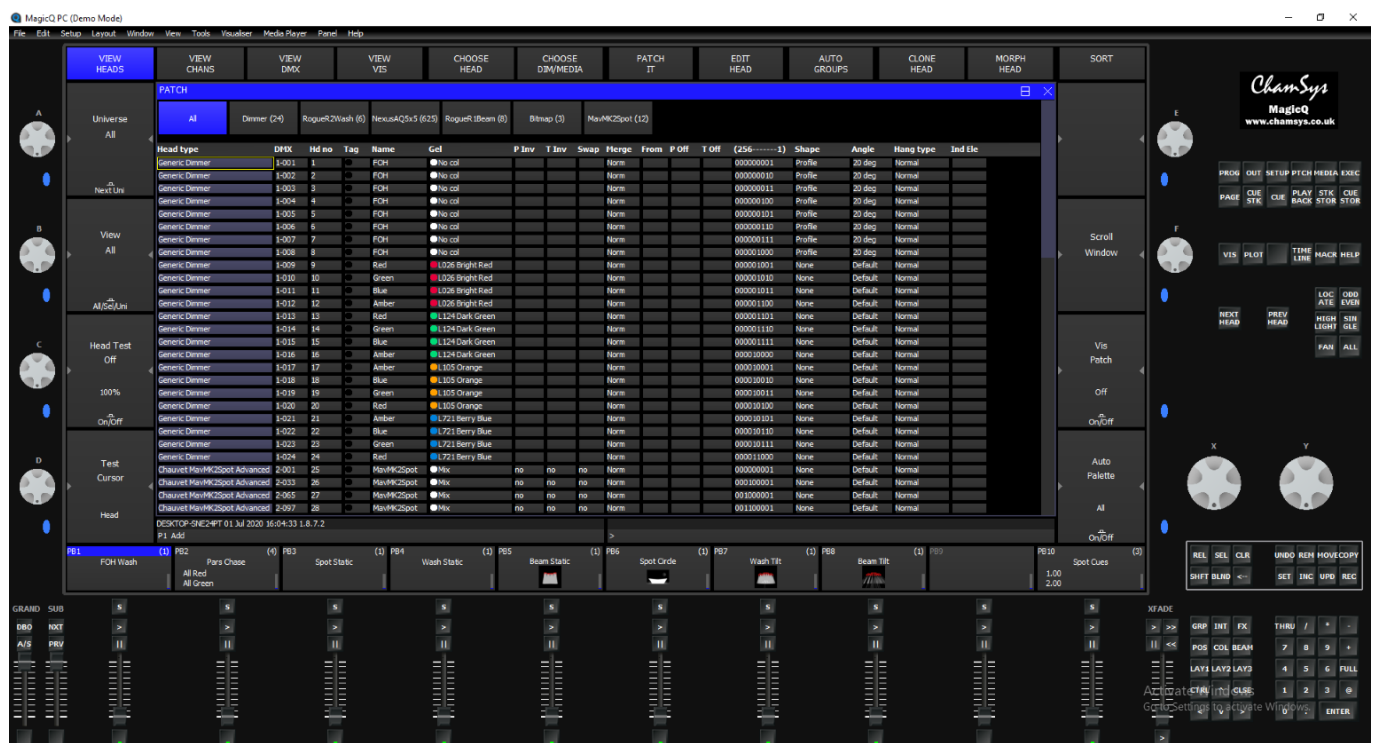 MagicQ PC (Demo Mode)
File Edit Setup Layout Window View Tools Visualiser Media Player Panel Help
VIEW HEADS
VIEW CHANS
VIEW DMX
VIEW VIS
CHOOSE HEAD
CHOOSE DIM/MEDIA
PATCH IT
EDIT HEAD
AUTO GROUPS
CLONE HEAD
MORPH HEAD
SORT
PATCH
All Dimmer (24) RogueR2Wash (6) NexusAQ5x5 (625) RogueR1Beam (8) Bitmap (3) MavMK2Spot (12)
Head type DMX Hd no Tag Name Gel P Inv T Inv Swap Merge From P Off T Off (256-------1) Shape Angle Hang type Ind Ele
Generic Dimmer 1-001 1 FOH No col Norm 000000001 Profile 20 deg Normal
Generic Dimmer 1-002 2 FOH No col Norm 000000010 Profile 20 deg Normal
Generic Dimmer 1-003 3 FOH No col Norm 000000011 Profile 20 deg Normal
Generic Dimmer 1-004 4 FOH No col Norm 000000100 Profile 20 deg Normal
Generic Dimmer 1-005 5 FOH No col Norm 000000101 Profile 20 deg Normal
Generic Dimmer 1-006 6 FOH No col Norm 000000110 Profile 20 deg Normal
Generic Dimmer 1-007 7 FOH No col Norm 000000111 Profile 20 deg Normal
Generic Dimmer 1-008 8 FOH No col Norm 000001000 Profile 20 deg Normal
Generic Dimmer 1-009 9 Red L026 Bright Red Norm 000001001 None Default Normal
Generic Dimmer 1-010 10 Green L026 Bright Red Norm 000001010 None Default Normal
Generic Dimmer 1-011 11 Blue L026 Bright Red Norm 000001011 None Default Normal
Generic Dimmer 1-012 12 Amber L026 Bright Red Norm 000001100 None Default Normal
Generic Dimmer 1-013 13 Red L124 Dark Green Norm 000001101 None Default Normal
Generic Dimmer 1-014 14 Green L124 Dark Green Norm 000001110 None Default Normal
Generic Dimmer 1-015 15 Blue L124 Dark Green Norm 000001111 None Default Normal
Generic Dimmer 1-016 16 Amber L124 Dark Green Norm 000010000 None Default Normal
Generic Dimmer 1-017 17 Amber L105 Orange Norm 000010001 None Default Normal
Generic Dimmer 1-018 18 Blue L105 Orange Norm 000010010 None Default Normal
Generic Dimmer 1-019 19 Green L105 Orange Norm 000010011 None Default Normal
Generic Dimmer 1-020 20 Red L105 Orange Norm 000010100 None Default Normal
Generic Dimmer 1-021 21 Amber L721 Berry Blue Norm 000010101 None Default Normal
Generic Dimmer 1-022 22 Blue L721 Berry Blue Norm 000010110 None Default Normal
Generic Dimmer 1-023 23 Green L721 Berry Blue Norm 000010111 None Default Normal
Generic Dimmer 1-024 24 Red L721 Berry Blue Norm 000011000 None Default Normal
Chauvet MavMK2Spot Advanced 2-001 25 MavMK2Spot Mix no no no Norm 000000001 None Default Normal
Chauvet MavMK2Spot Advanced 2-033 26 MavMK2Spot Mix no no no Norm 000100001 None Default Normal
Chauvet MavMK2Spot Advanced 2-065 27 MavMK2Spot Mix no no no Norm 001000001 None Default Normal
Chauvet MavMK2Spot Advanced 2-097 28 MavMK2Spot Mix no no no Norm 001100001 None Default Normal
DESKTOP-SNE24PT 01 Jul 2020 16:04:33 1.8.7.2
P1 Add >
A
Universe
All
Next Uni
B
View
All
All/Sel/Uni
C
Head Test
Off
100%
On/Off
D
Test
Cursor
Head
E
F
Scroll
Window
Vis
Patch
Off
On/Off
Auto
Palette
All
On/Off
X Y
ChamSys
MagicQ
www.chamsys.co.uk
PROG OUT SETUP PTCH MEDIA EXEC
PAGE CUE STK CUE PLAY BACK STK STOR CUE STOR
VIS PLOT TIME LINE MACR HELP
LOC ATE ODD EVEN
NEXT HEAD PREV HEAD HIGH LIGHT SIN GLE
FAN ALL
PB1 (1) PB2 (4) PB3 (1) PB4 (1) PB5 (1) PB6 (1) PB7 (1) PB8 (1) PB9 PB10 (3)
FOH Wash Pars Chase Spot Static Wash Static Beam Static Spot Circle Wash Tilt Beam Tilt Spot Cues
All Red 1.00
All Green 2.00
REL SEL CLR UNDO REM MOVE COPY
SHFT BLND <-- SET INC UPD REC
GRAND SUB S S S S S S S S S S XFADE
DBO NXT > > > > > > > > > > > >>
A/S PRV II II II II II II II II II II II <<
GRP INT FX THRU / * -
POS COL BEAM 7 8 9 +
LAY1 LAY2 LAY3 4 5 6 FULL
CTRL ^ CLSE 1 2 3 @
< v > 0 . ENTER
>
Activate Windows
Go to Settings to activate Windows.